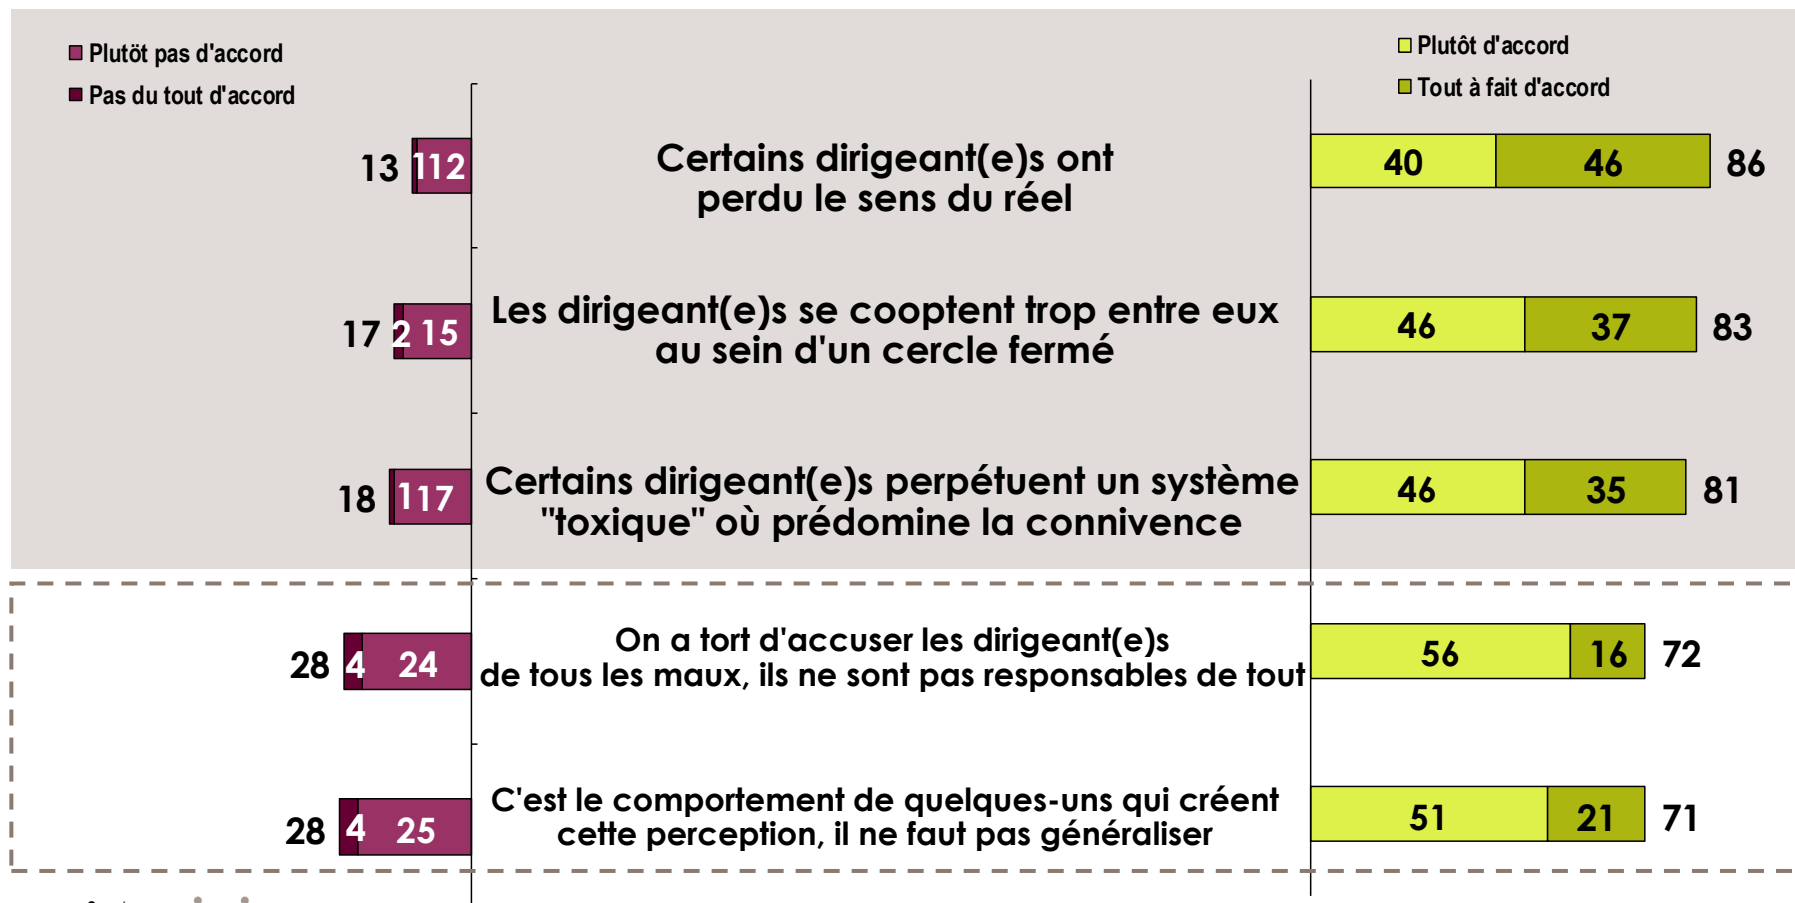 Plutöt pas d'accord
Pas du tout d'accord
Plutôt d'accord
Tout à fait d'accord
13 1 12 Certains dirigeant(e)s ont 40 46 86
perdu le sens du réel
Les dirigeant(e)s se cooptent trop entre eux
17 2 15 46 37 83
au sein d'un cercle fermé
Certains dirigeant(e)s perpétuent un système
18 1 17 46 35 81
"toxique" où prédomine la connivence
On a tort d'accuser les dirigeant(e)s
28 4 24 56 16 72
de tous les maux, ils ne sont pas responsables de tout
C'est le comportement de quelques-uns qui créent
28 4 25 51 21 71
cette perception, il ne faut pas généraliser